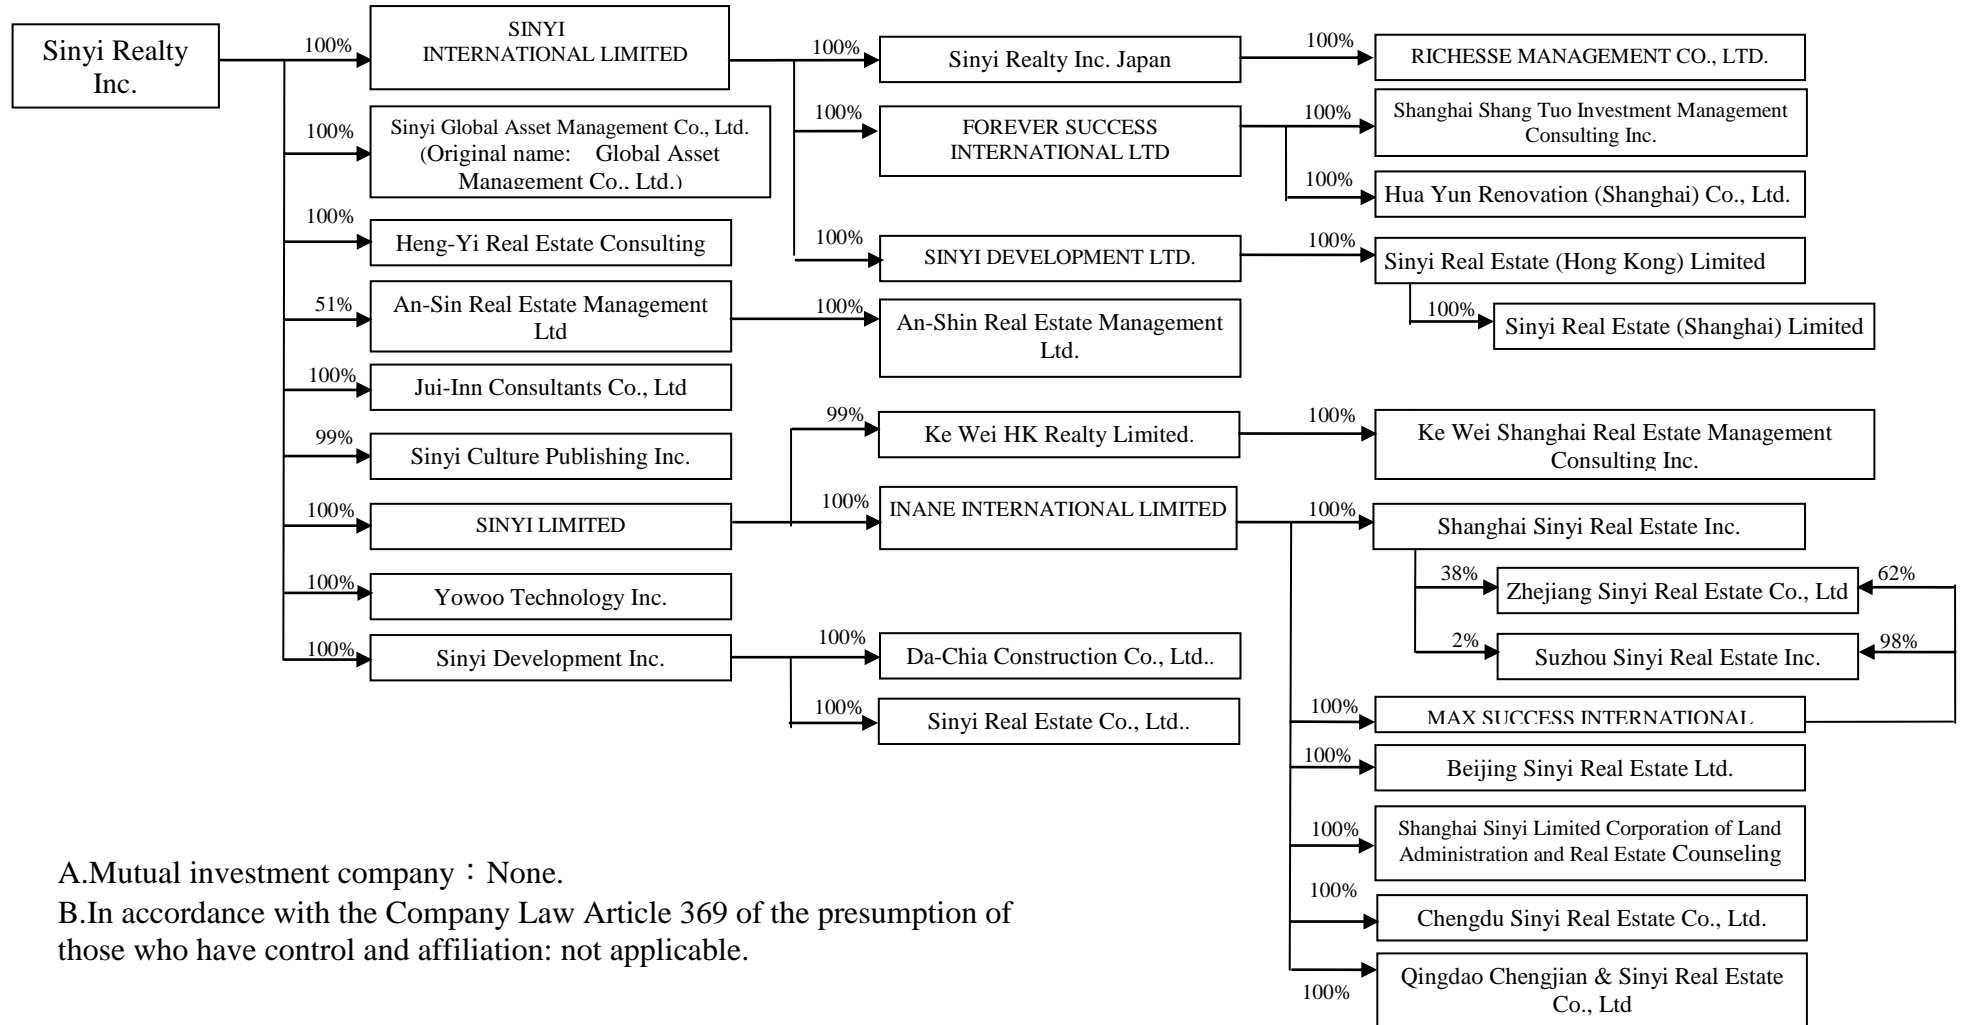 Sinyi Realty
Inc.
100%
SINYI
INTERNATIONAL LIMITED
100%
Sinyi Realty Inc. Japan
100%
RICHESSE MANAGEMENT CO., LTD.
100%
FOREVER SUCCESS
INTERNATIONAL LTD
100%
Shanghai Shang Tuo Investment Management
Consulting Inc.
100%
Hua Yun Renovation (Shanghai) Co., Ltd.
100%
SINYI DEVELOPMENT LTD.
100%
Sinyi Real Estate (Hong Kong) Limited
100%
Sinyi Real Estate (Shanghai) Limited
100%
Sinyi Global Asset Management Co., Ltd.
(Original name: Global Asset
Management Co., Ltd.)
100%
Heng-Yi Real Estate Consulting
51%
An-Sin Real Estate Management
Ltd
100%
An-Shin Real Estate Management
Ltd.
100%
Jui-Inn Consultants Co., Ltd
99%
Sinyi Culture Publishing Inc.
100%
SINYI LIMITED
99%
Ke Wei HK Realty Limited.
100%
Ke Wei Shanghai Real Estate Management
Consulting Inc.
100%
INANE INTERNATIONAL LIMITED
100%
Shanghai Sinyi Real Estate Inc.
38%
Zhejiang Sinyi Real Estate Co., Ltd
62%
2%
Suzhou Sinyi Real Estate Inc.
98%
100%
MAX SUCCESS INTERNATIONAL
100%
Beijing Sinyi Real Estate Ltd.
100%
Shanghai Sinyi Limited Corporation of Land
Administration and Real Estate Counseling
100%
Chengdu Sinyi Real Estate Co., Ltd.
100%
Qingdao Chengjian & Sinyi Real Estate
Co., Ltd
100%
Yowoo Technology Inc.
100%
Sinyi Development Inc.
100%
Da-Chia Construction Co., Ltd..
100%
Sinyi Real Estate Co., Ltd..
A.Mutual investment company：None.
B.In accordance with the Company Law Article 369 of the presumption of
those who have control and affiliation: not applicable.